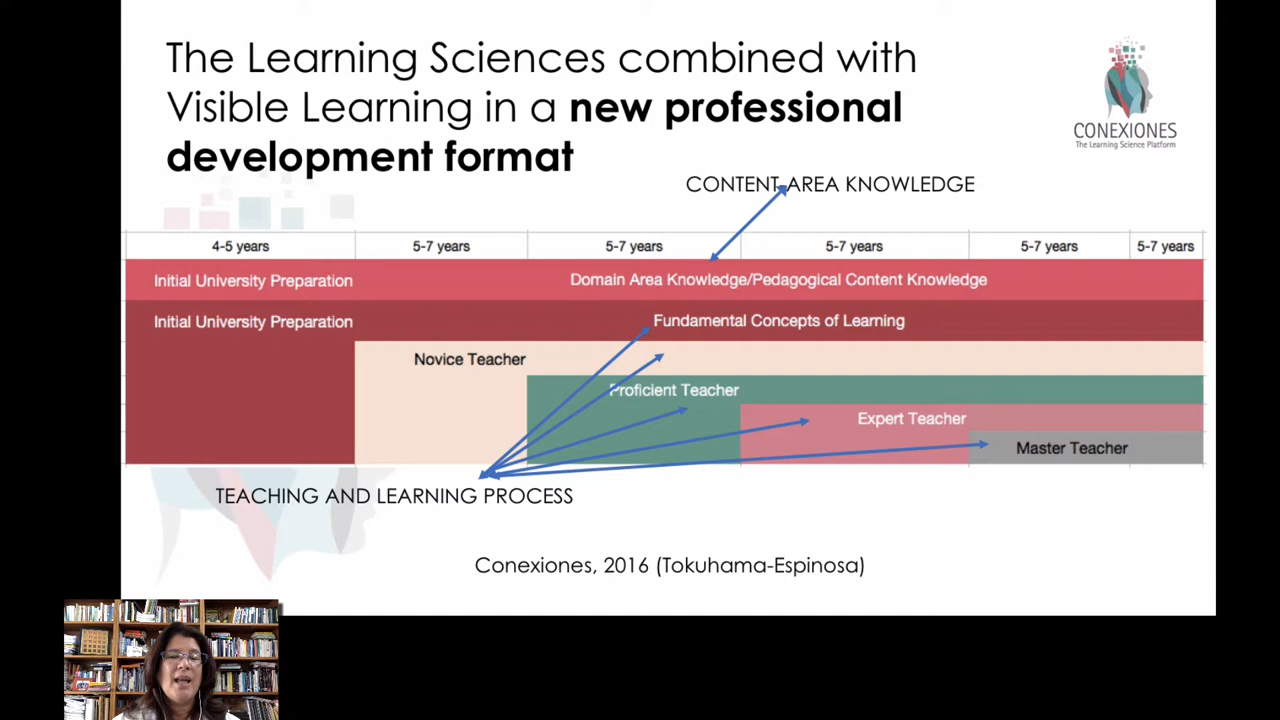 The Learning Sciences combined with
Visible Learning in a new professional
development format
CONEXIONES
The Learning Science Platform
CONTENT AREA KNOWLEDGE
4-5 years 5-7 years 5-7 years 5-7 years 5-7 years 5-7 years
Initial University Preparation Domain Area Knowledge/Pedagogical Content Knowledge
Initial University Preparation Fundamental Concepts of Learning
Novice Teacher
Proficient Teacher
Expert Teacher
Master Teacher
TEACHING AND LEARNING PROCESS
Conexiones, 2016 (Tokuhama-Espinosa)